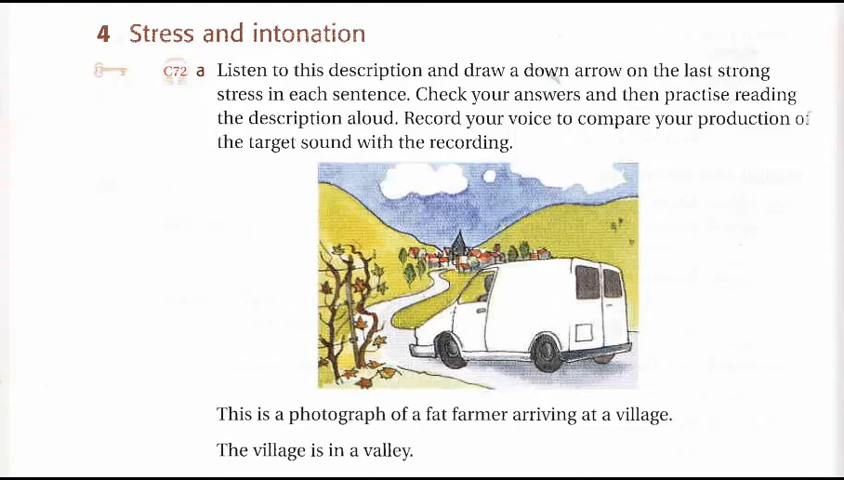 4 Stress and intonation
C72 a Listen to this description and draw a down arrow on the last strong
stress in each sentence. Check your answers and then practise reading
the description aloud. Record your voice to compare your production of
the target sound with the recording.
This is a photograph of a fat farmer arriving at a village.
The village is in a valley.